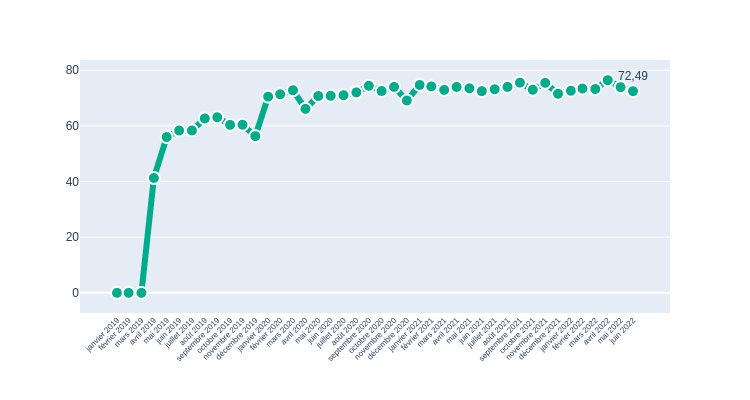 80
72,49
60
40
20
0
janvier 2019
février 2019
mars 2019
avril 2019
mai 2019
juin 2019
juillet 2019
août 2019
septembre 2019
octobre 2019
novembre 2019
décembre 2019
janvier 2020
février 2020
mars 2020
avril 2020
mai 2020
juin 2020
juillet 2020
août 2020
septembre 2020
octobre 2020
novembre 2020
décembre 2020
janvier 2021
février 2021
mars 2021
avril 2021
mai 2021
juin 2021
juillet 2021
août 2021
septembre 2021
octobre 2021
novembre 2021
décembre 2021
janvier 2022
février 2022
mars 2022
avril 2022
mai 2022
juin 2022